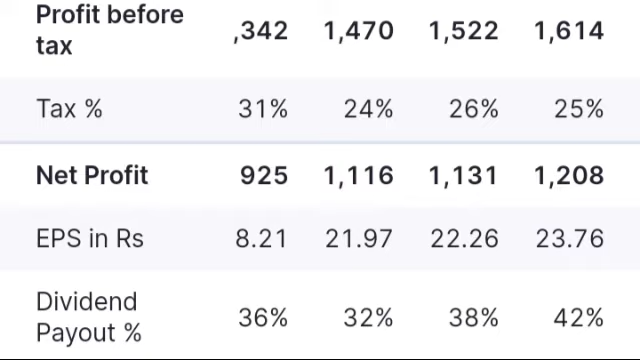 Profit before
tax ,342 1,470 1,522 1,614
Tax % 31% 24% 26% 25%
Net Profit 925 1,116 1,131 1,208
EPS in Rs 8.21 21.97 22.26 23.76
Dividend
Payout % 36% 32% 38% 42%